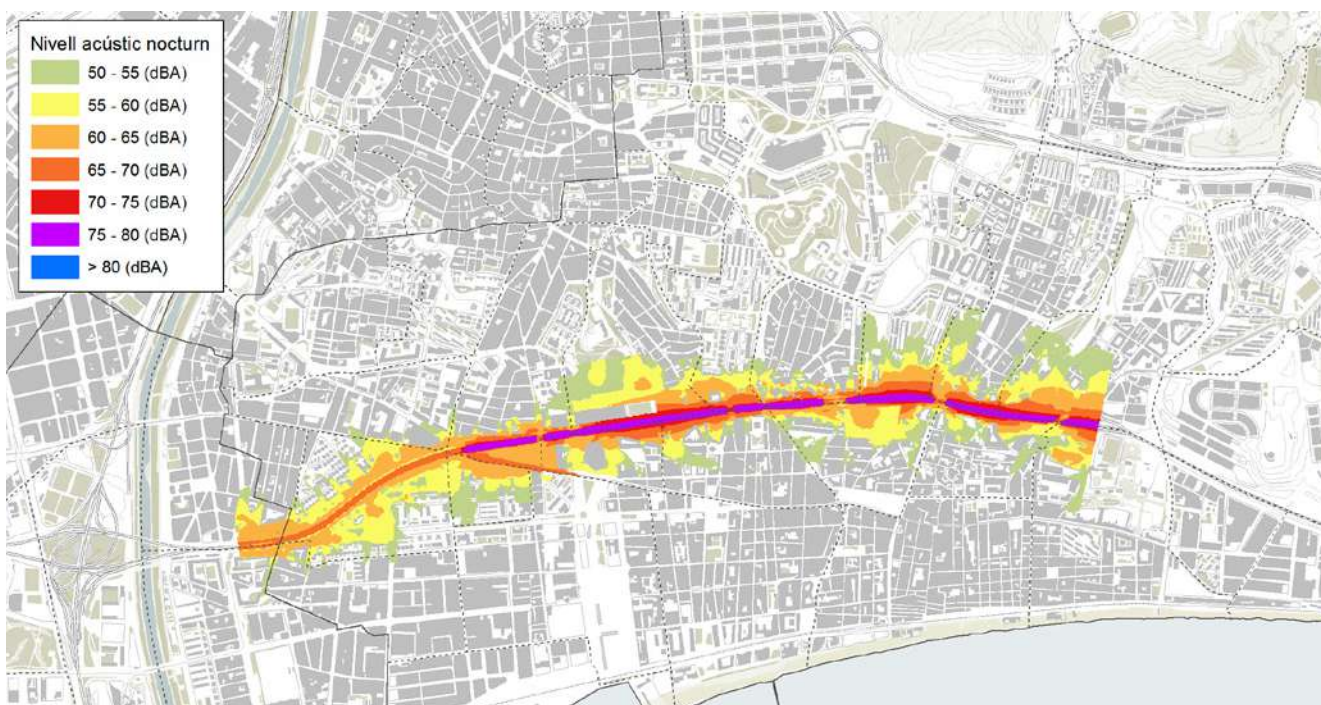 Nivell acústic nocturn
50 - 55 (dBA)
55 - 60 (dBA)
60 - 65 (dBA)
65 - 70 (dBA)
70 - 75 (dBA)
75 - 80 (dBA)
> 80 (dBA)